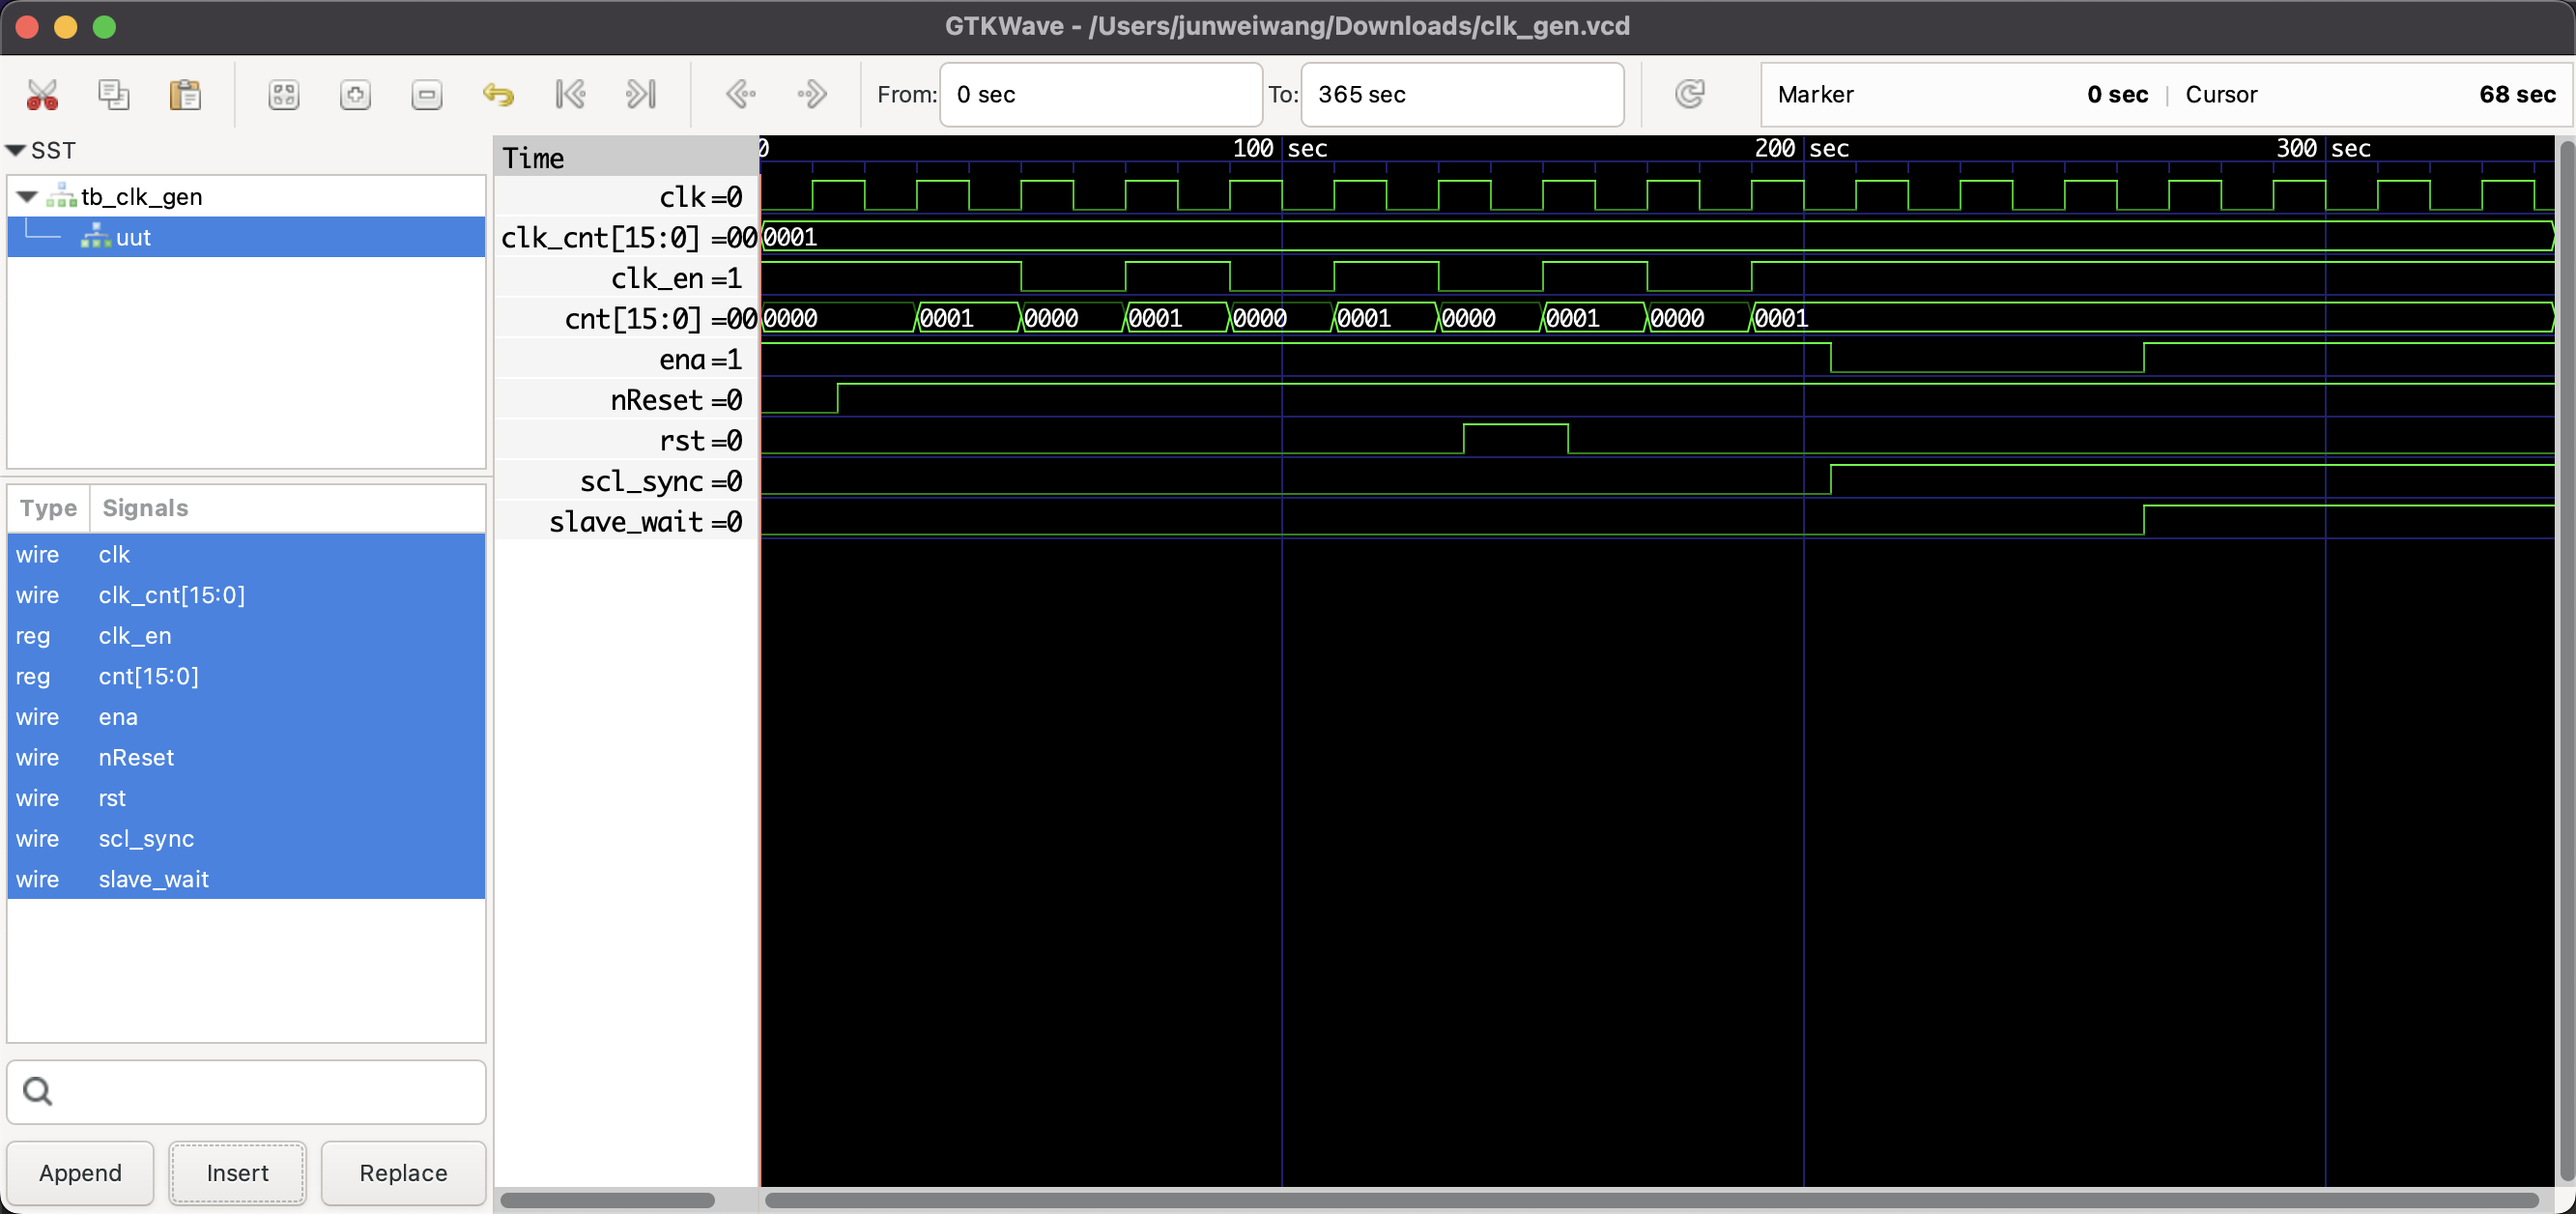 GTKWave - /Users/junweiwang/Downloads/clk_gen.vcd
From: 0 sec To: 365 sec Marker 0 sec | Cursor 68 sec
SST
tb_clk_gen
uut
Type Signals
wire clk
wire clk_cnt[15:0]
reg clk_en
reg cnt[15:0]
wire ena
wire nReset
wire rst
wire scl_sync
wire slave_wait
Append Insert Replace
Time
0 100 sec 200 sec 300 sec
clk =0
clk_cnt[15:0] =00 0001
clk_en =1
cnt[15:0] =00 0000 0001 0000 0001 0000 0001 0000 0001 0000 0001
ena =1
nReset =0
rst =0
scl_sync =0
slave_wait =0